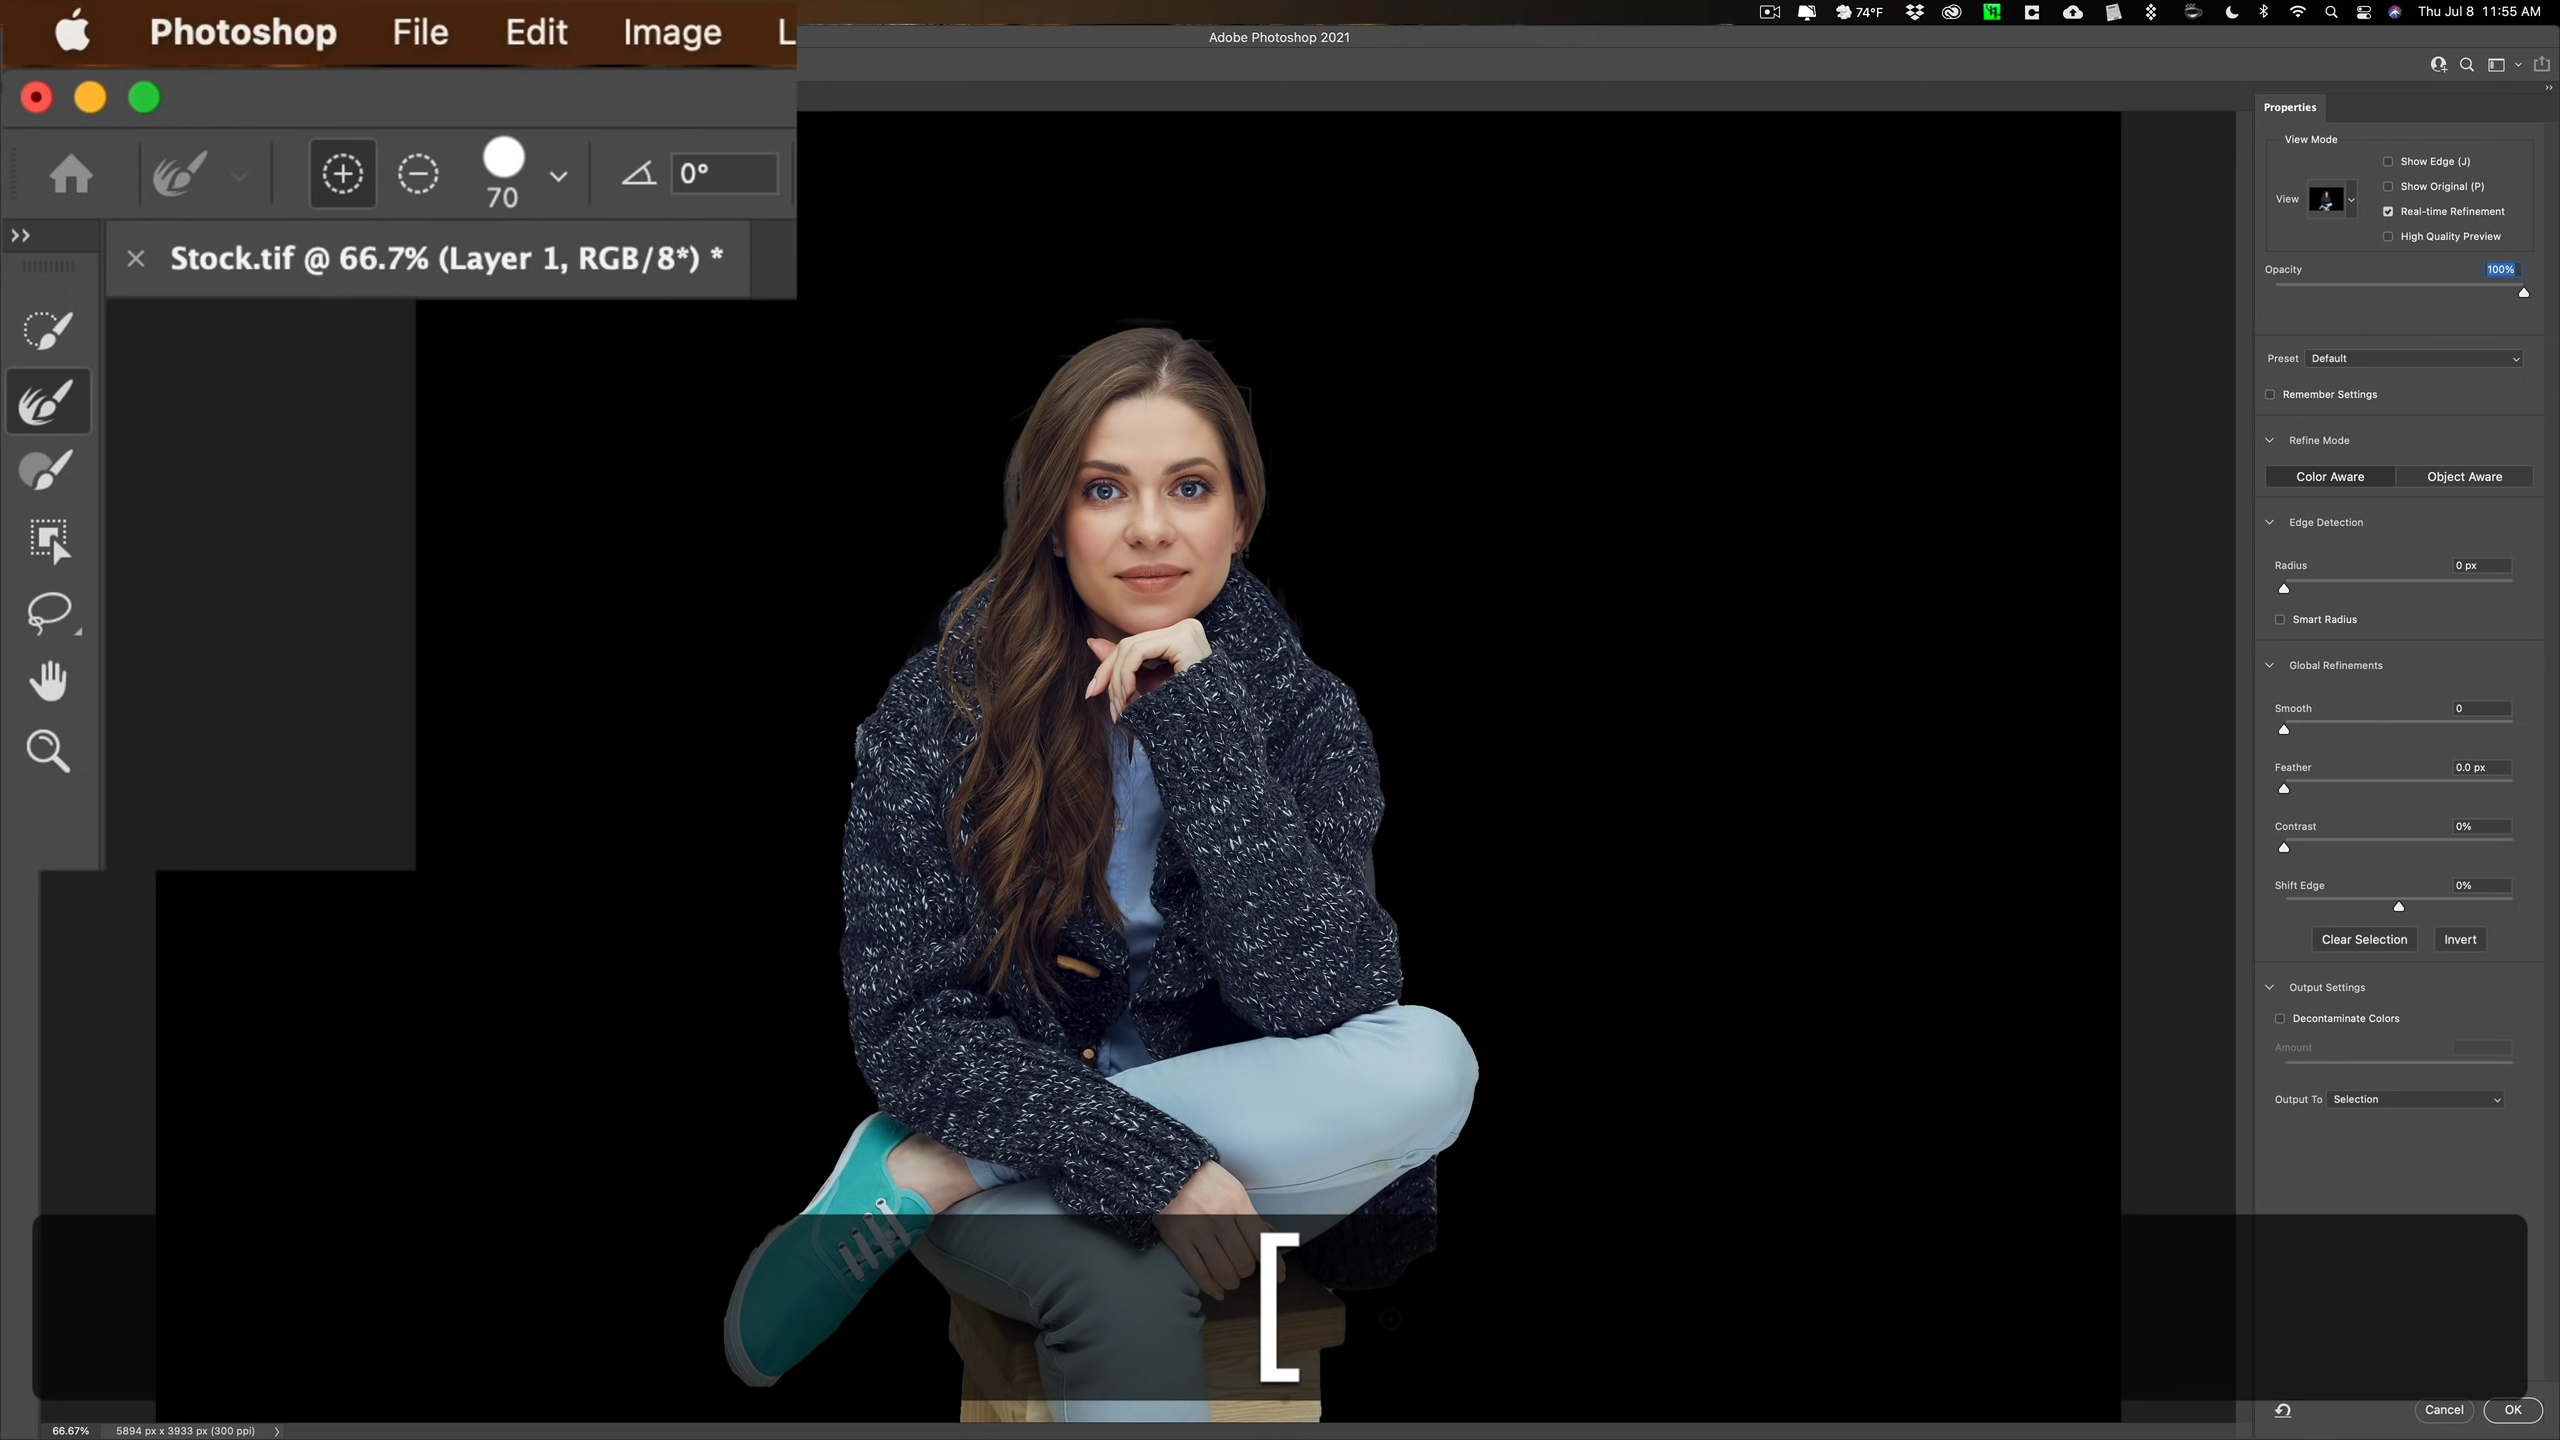 Photoshop File Edit Image L
74°F Thu Jul 8 11:55 AM
Adobe Photoshop 2021
70 0°
Stock.tif @ 66.7% (Layer 1, RGB/8*) *
Properties
View Mode
Show Edge (J)
Show Original (P)
View
Real-time Refinement
High Quality Preview
Opacity 100%
Preset Default
Remember Settings
Refine Mode
Color Aware Object Aware
Edge Detection
Radius 0 px
Smart Radius
Global Refinements
Smooth 0
Feather 0.0 px
Contrast 0%
Shift Edge 0%
Clear Selection Invert
Output Settings
Decontaminate Colors
Amount
Output To Selection
[
Cancel OK
66.67% 5894 px x 3933 px (300 ppi)